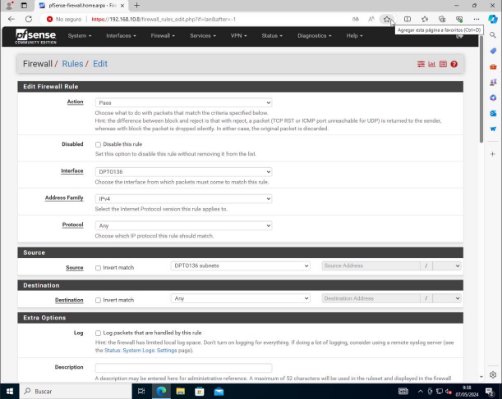 pfSense-firewall.home.arpa - Fire
No seguro
https://192.168.10.8/firewall_rules_edit.php?if=lan&after=-1
Agregar esta página a favoritos (Ctrl+D)
pfsense
COMMUNITY EDITION
System
Interfaces
Firewall
Services
VPN
Status
Diagnostics
Help
Firewall / Rules / Edit
Edit Firewall Rule
Action
Pass
Choose what to do with packets that match the criteria specified below.
Hint: the difference between block and reject is that with reject, a packet (TCP RST or ICMP port unreachable for UDP) is returned to the sender,
whereas with block the packet is dropped silently. In either case, the original packet is discarded.
Disabled
Disable this rule
Set this option to disable this rule without removing it from the list.
Interface
DPTO136
Choose the interface from which packets must come to match this rule.
Address Family
IPv4
Select the Internet Protocol version this rule applies to.
Protocol
Any
Choose which IP protocol this rule should match.
Source
Source
Invert match
DPTO136 subnets
Source Address
/
Destination
Destination
Invert match
Any
Destination Address
/
Extra Options
Log
Log packets that are handled by this rule
Hint: the firewall has limited local log space. Don't turn on logging for everything. If doing a lot of logging, consider using a remote syslog server (see
the Status: System Logs: Settings page).
Description
A description may be entered here for administrative reference. A maximum of 52 characters will be used in the ruleset and displayed in the firewall
Buscar
9:38
07/05/2024